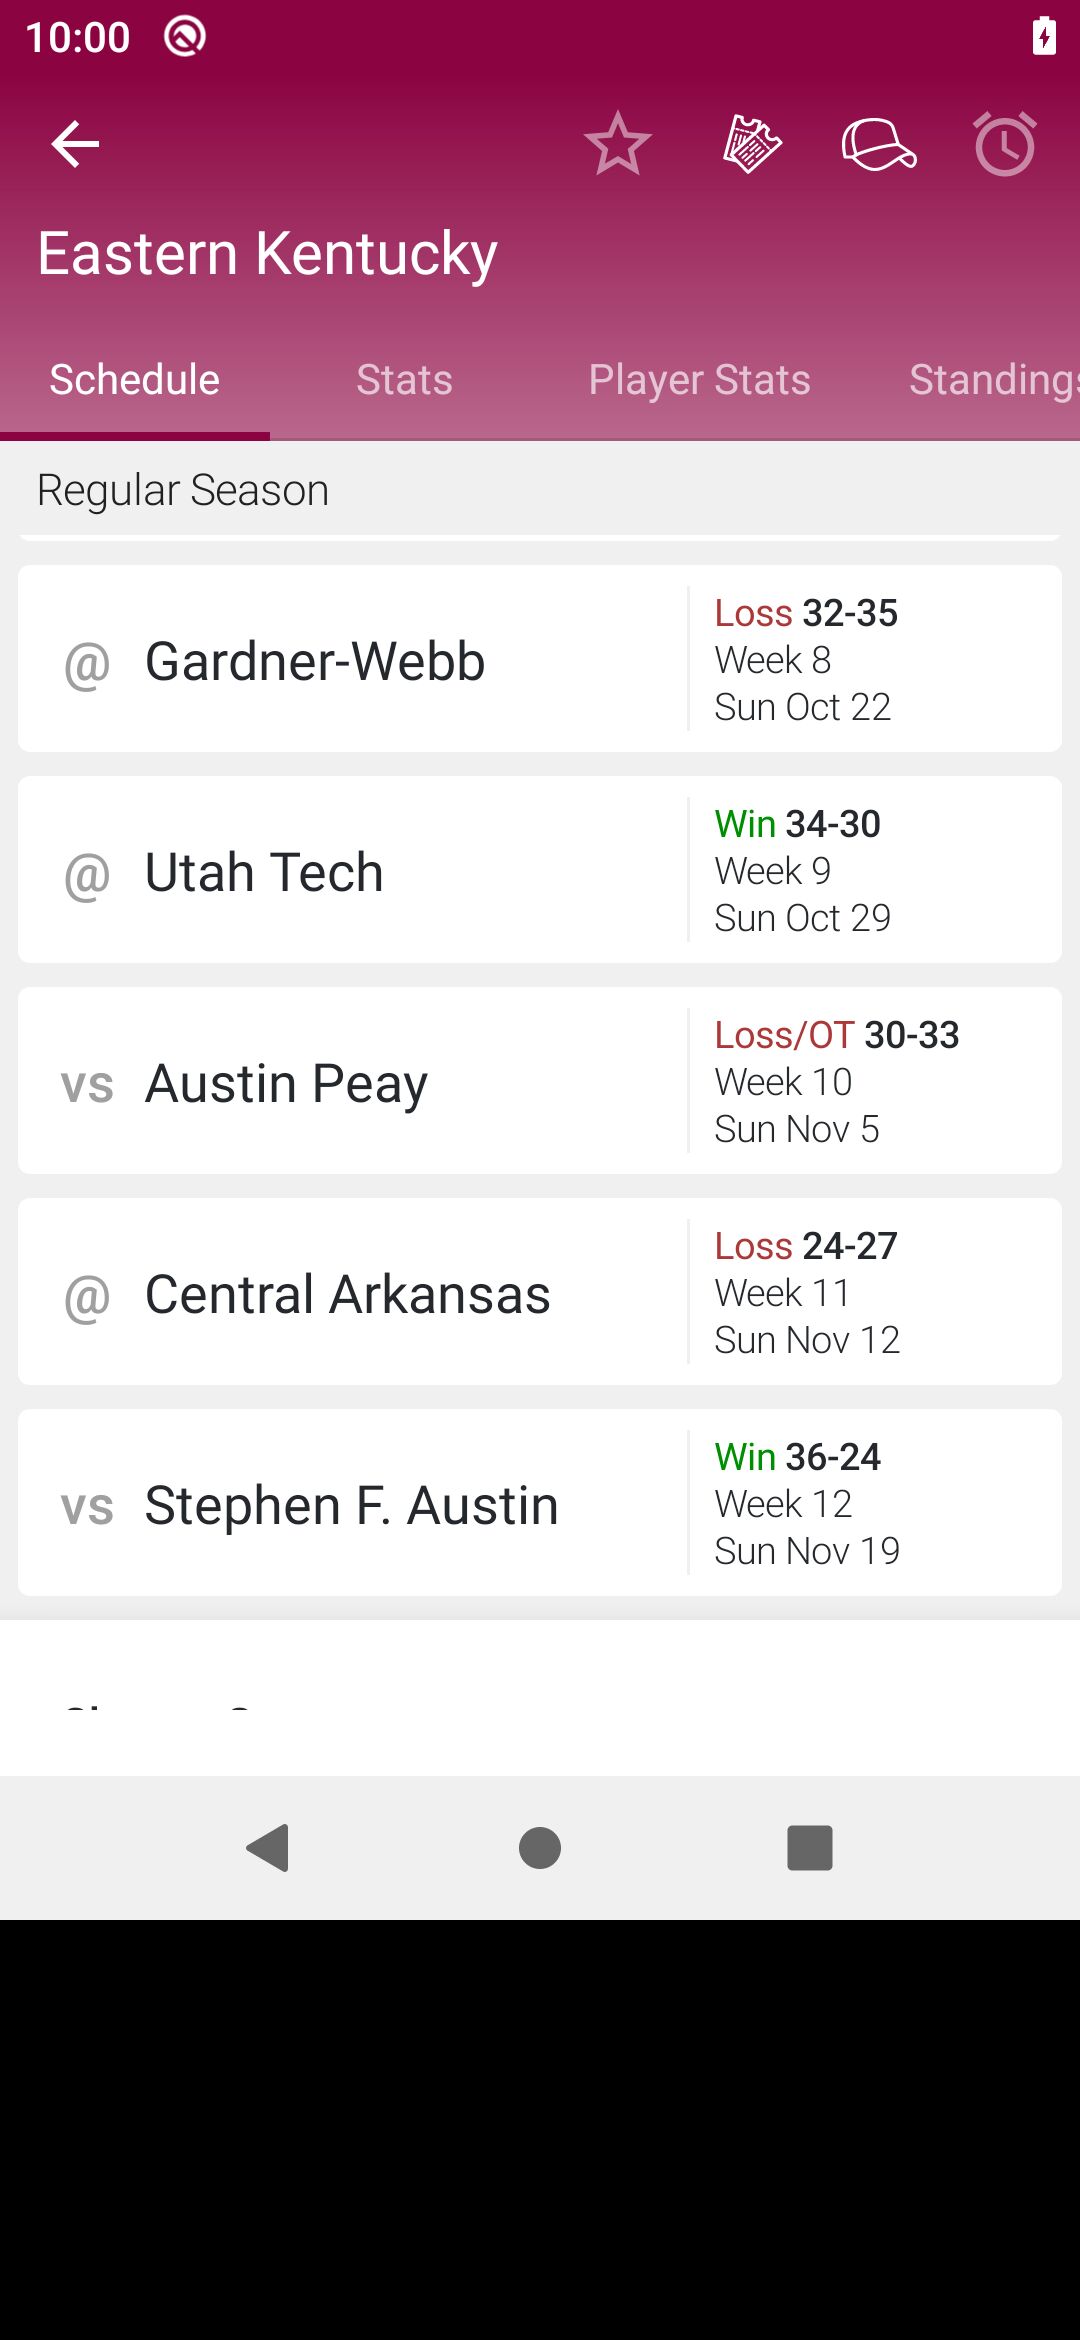 10:00
Eastern Kentucky
Schedule Stats Player Stats Standings
Regular Season
Loss 32-35
@ Gardner-Webb
Week 8
Sun Oct 22
Win 34-30
@ Utah Tech
Week 9
Sun Oct 29
Loss/OT 30-33
vs Austin Peay
Week 10
Sun Nov 5
Loss 24-27
@ Central Arkansas
Week 11
Sun Nov 12
Win 36-24
vs Stephen F. Austin
Week 12
Sun Nov 19